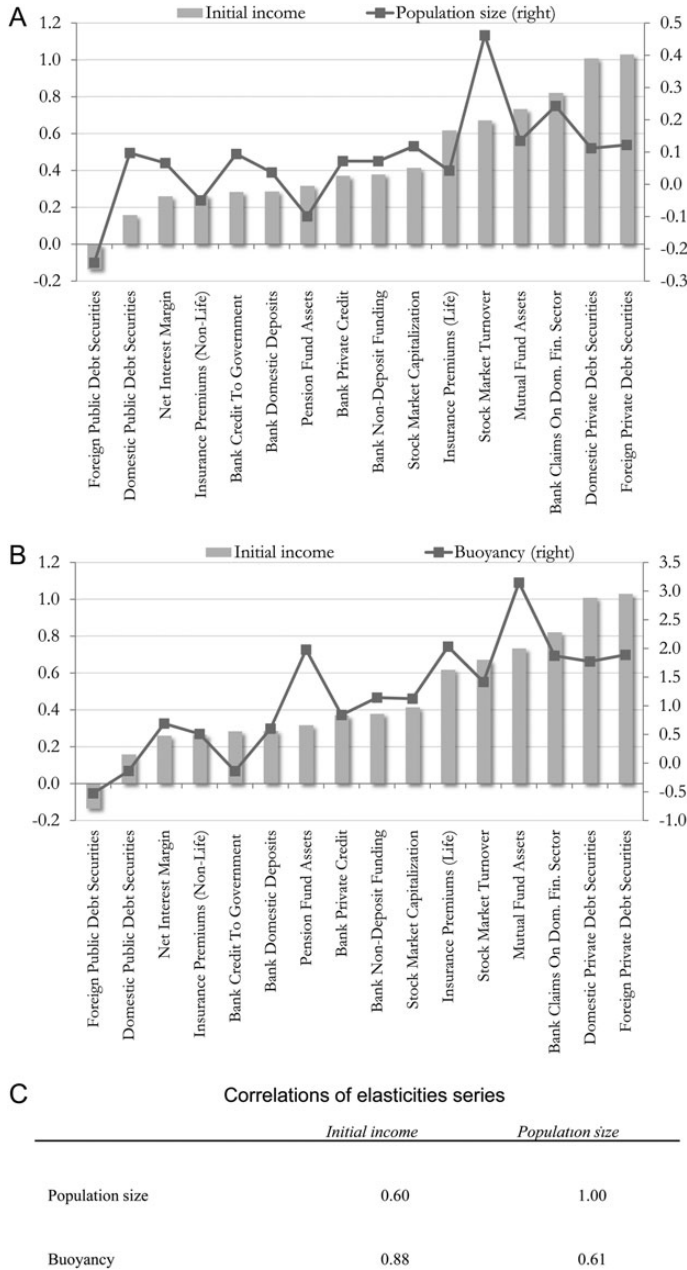 A
Initial income Population size (right)
1.2 0.5
1.0 0.4
0.8 0.3
0.6 0.2
0.4 0.1
0.2 0.0
0.0 -0.1
-0.2 -0.2
-0.3
Foreign Public Debt Securities
Domestic Public Debt Securities
Net Interest Margin
Insurance Premiums (Non-Life)
Bank Credit To Government
Bank Domestic Deposits
Pension Fund Assets
Bank Private Credit
Bank Non-Deposit Funding
Stock Market Capitalization
Insurance Premiums (Life)
Stock Market Turnover
Mutual Fund Assets
Bank Claims On Dom. Fin. Sector
Domestic Private Debt Securities
Foreign Private Debt Securities
B
Initial income Buoyancy (right)
1.2 3.5
1.0 3.0
0.8 2.5
0.6 2.0
0.4 1.5
0.2 1.0
0.0 0.5
-0.2 0.0
-0.5
-1.0
Foreign Public Debt Securities
Domestic Public Debt Securities
Net Interest Margin
Insurance Premiums (Non-Life)
Bank Credit To Government
Bank Domestic Deposits
Pension Fund Assets
Bank Private Credit
Bank Non-Deposit Funding
Stock Market Capitalization
Insurance Premiums (Life)
Stock Market Turnover
Mutual Fund Assets
Bank Claims On Dom. Fin. Sector
Domestic Private Debt Securities
Foreign Private Debt Securities
C Correlations of elasticities series
Initial income Population size
Population size 0.60 1.00
Buoyancy 0.88 0.61